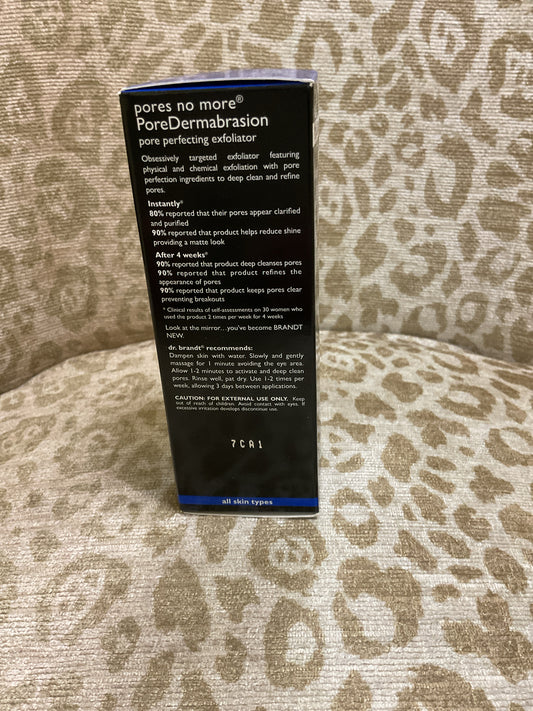 pores no more®
PoreDermabrasion
pore perfecting exfoliator
Obsessively targeted exfoliator featuring
physical and chemical exfoliation with pore
perfection ingredients to deep clean and refine
pores.
Instantly*
80% reported that their pores appear clarified
and purified
90% reported that product helps reduce shine
providing a matte look
After 4 weeks*
90% reported that product deep cleanses pores
90% reported that product refines the
appearance of pores
90% reported that product keeps pores clear
preventing breakouts
* Clinical results of self-assessments on 30 women who
used the product 2 times per week for 4 weeks
Look at the mirror...you've become BRANDT
NEW.
dr. brandt® recommends:
Dampen skin with water. Slowly and gently
massage for 1 minute avoiding the eye area.
Allow 1-2 minutes to activate and deep clean
pores. Rinse well, pat dry. Use 1-2 times per
week, allowing 3 days between applications.
CAUTION: FOR EXTERNAL USE ONLY. Keep
out of reach of children. Avoid contact with eyes. If
excessive irritation develops discontinue use.
7CA1
all skin types